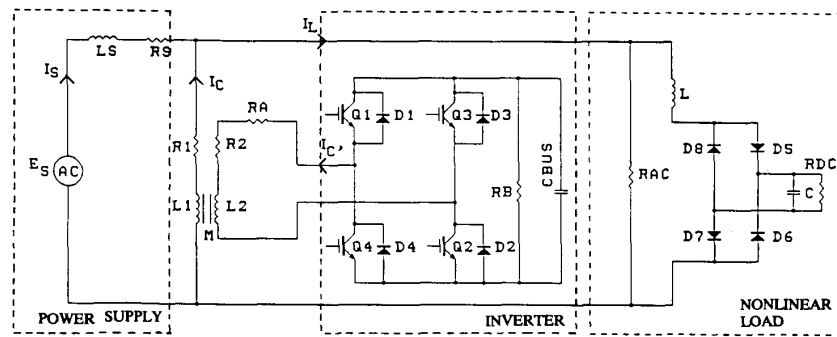 IL
LS
RS
IS
IC
RA
Q1
D1
Q3
D3
L
R1
R2
IC'
D8
D5
RDC
ES
AC
RB
CBUS
RAC
C
L1
L2
M
Q4
D4
Q2
D2
D7
D6
POWER SUPPLY
INVERTER
NONLINEAR
LOAD